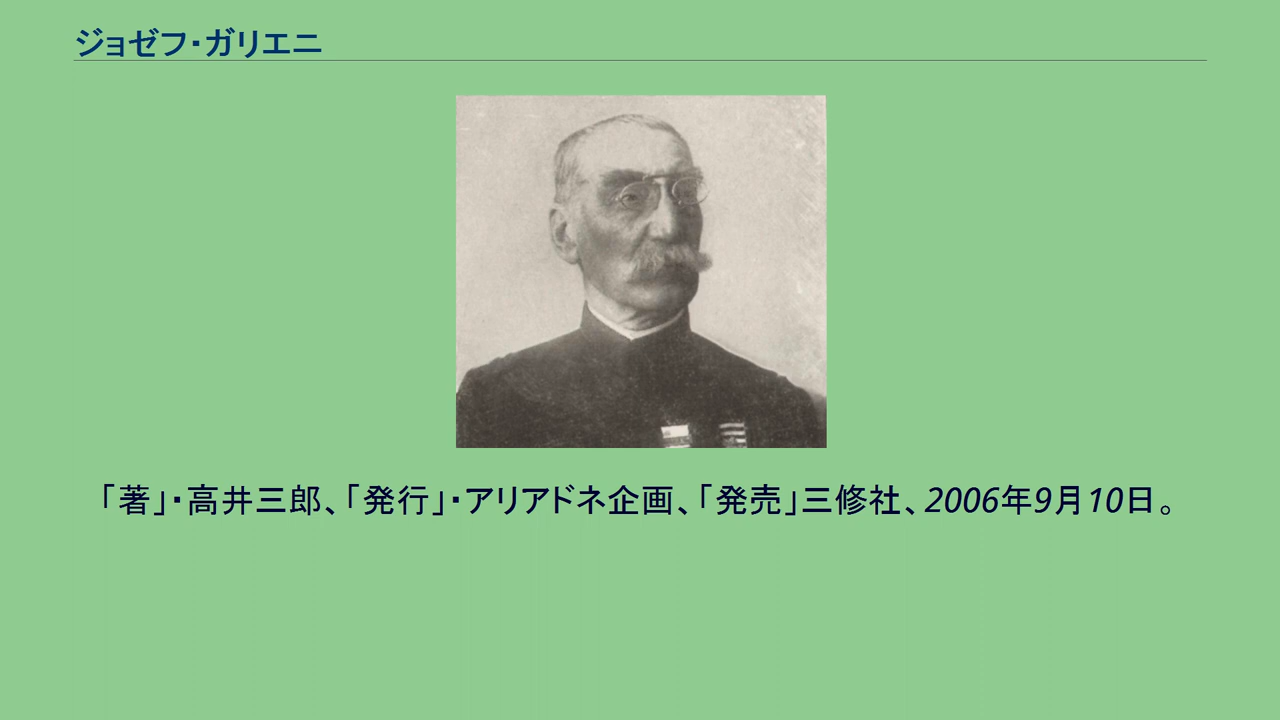 ジョゼフ・ガリエニ
「著」・高井三郎、「発行」・アリアドネ企画、「発売」三修社、2006年9月10日。